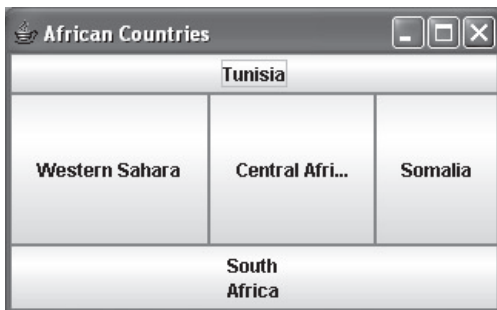 African Countries
Tunisia
Western Sahara
Central Afri...
Somalia
South
Africa